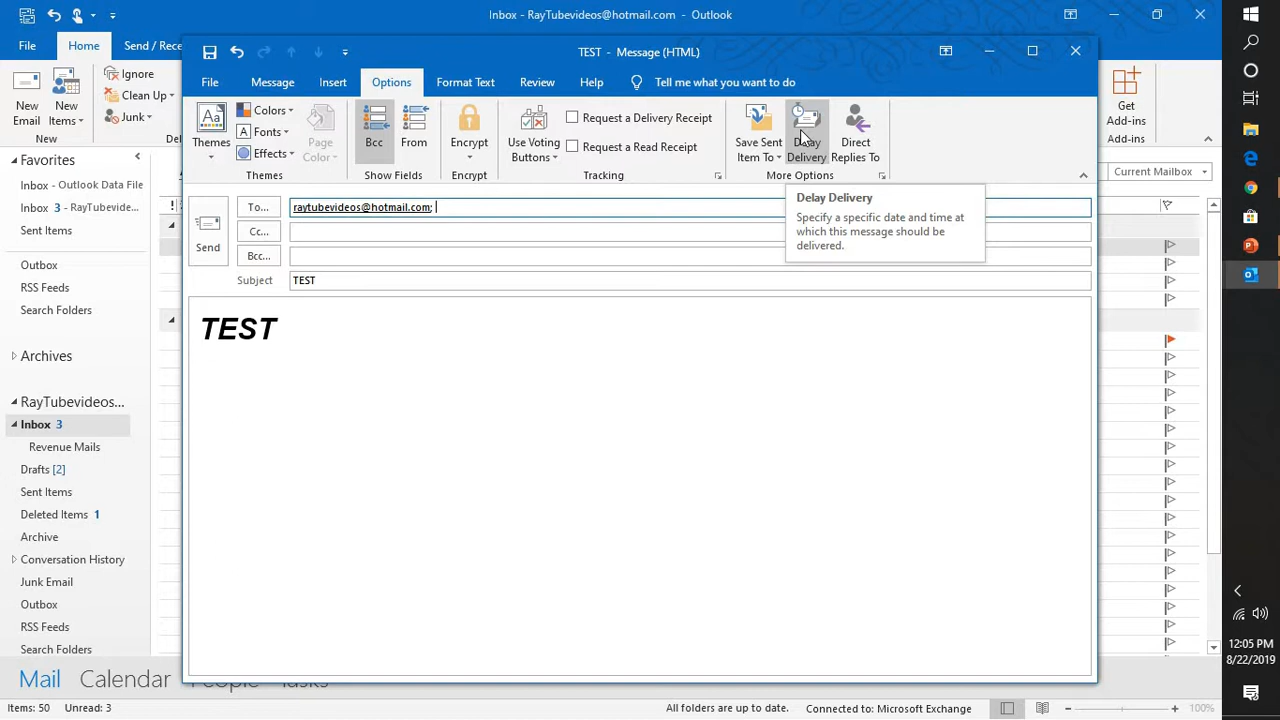 Inbox - RayTubevideos@hotmail.com - Outlook
File
Home
Send / Rece
New
Email
New
Items
Ignore
Clean Up
Junk
New
Delete
Get
Add-ins
Add-ins
TEST - Message (HTML)
File
Message
Insert
Options
Format Text
Review
Help
Tell me what you want to do
Aa
Themes
Colors
Fonts
Effects
Page
Color
Themes
Bcc
From
Show Fields
Encrypt
Encrypt
Use Voting
Buttons
Request a Delivery Receipt
Request a Read Receipt
Tracking
Save Sent
Item To
Delay
Delivery
Direct
Replies To
More Options
Current Mailbox
Delay Delivery
Specify a specific date and time at
which this message should be
delivered.
Send
To...
raytubevideos@hotmail.com;
Cc...
Bcc...
Subject
TEST
TEST
Favorites
Inbox - Outlook Data File
Inbox 3 - RayTubevide...
Sent Items
Outbox
RSS Feeds
Search Folders
Archives
RayTubevideos...
Inbox 3
Revenue Mails
Drafts [2]
Sent Items
Deleted Items 1
Archive
Conversation History
Junk Email
Outbox
RSS Feeds
Search Folders
Mail
Calendar
People
Tasks
Items: 50
Unread: 3
All folders are up to date.
Connected to: Microsoft Exchange
100%
12:05 PM
8/22/2019